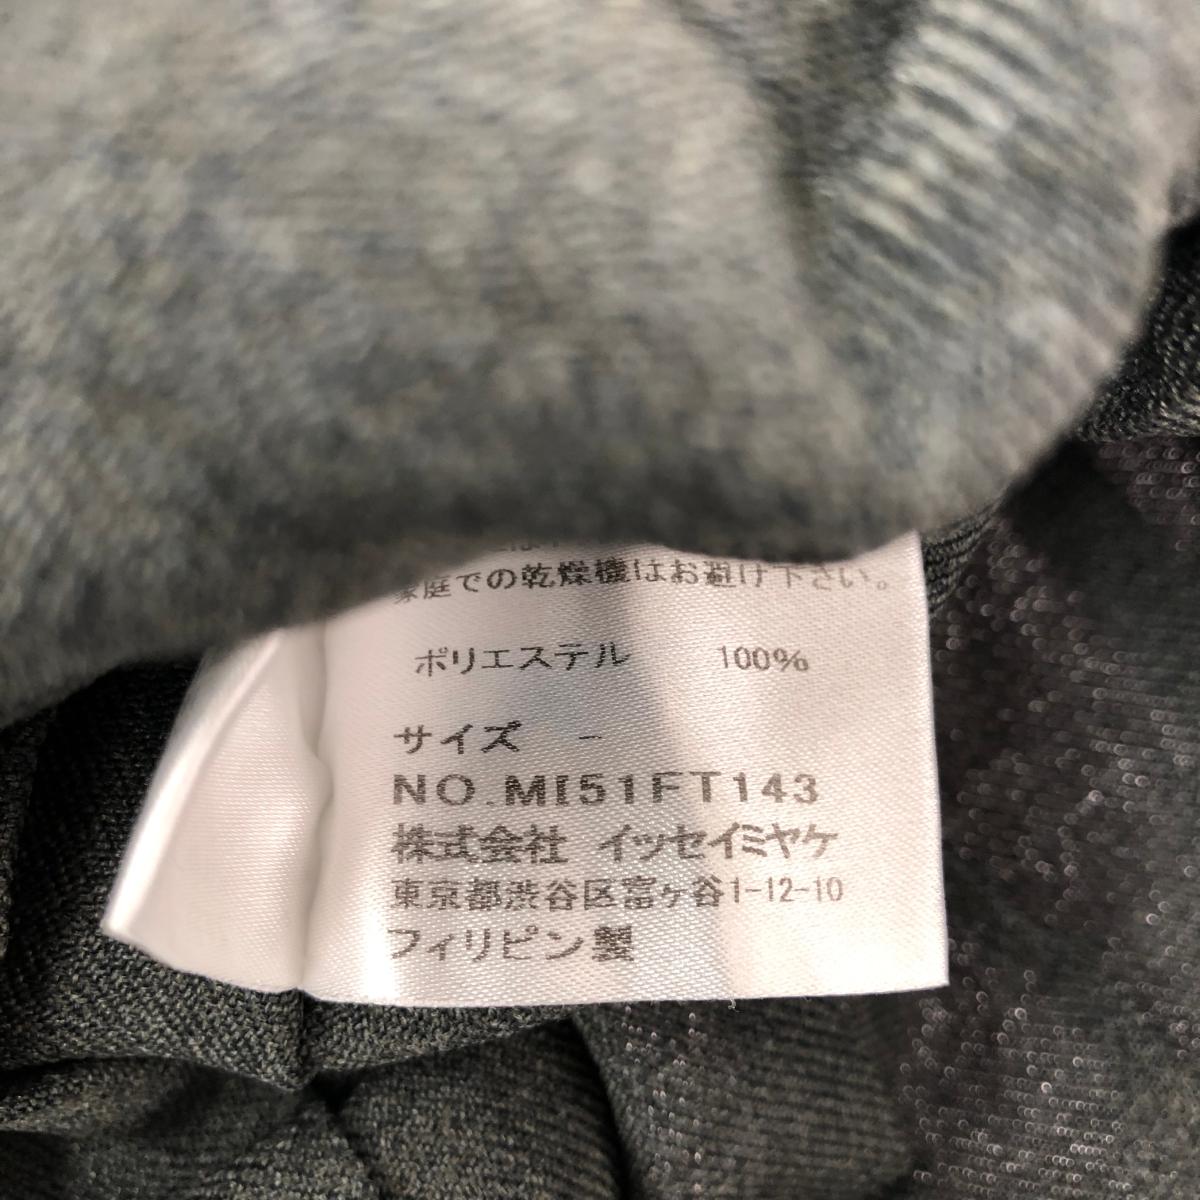 家庭での乾燥機はお避け下さい。
ポリエステル 100%
サイズ -
NO.MI51FT143
株式会社 イッセイミヤケ
東京都渋谷区富ヶ谷1-12-10
フィリピン製